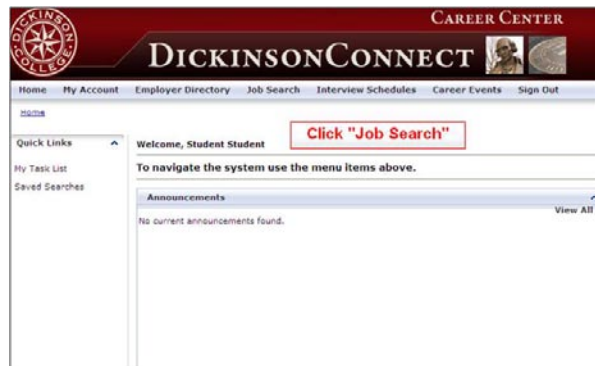 DICKINSON COLLEGE
CAREER CENTER
DICKINSONCONNECT
Home My Account Employer Directory Job Search Interview Schedules Career Events Sign Out
Home
Quick Links
Welcome, Student Student
Click "Job Search"
My Task List
To navigate the system use the menu items above.
Saved Searches
Announcements
View All
No current announcements found.